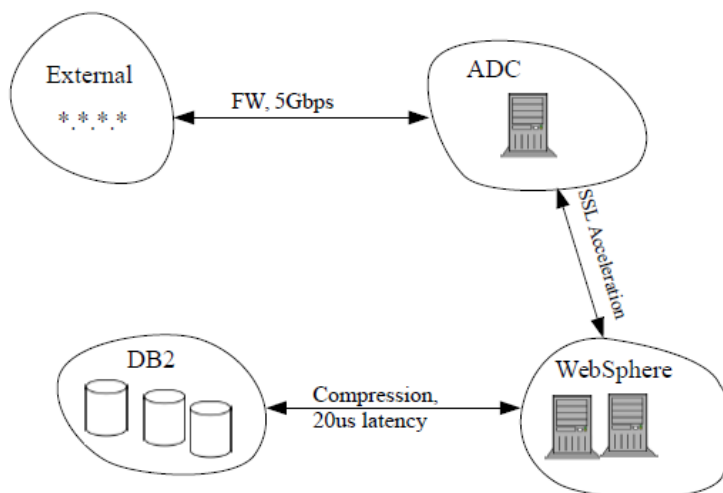 External
*.*.*.*
FW, 5Gbps
ADC
SSL Acceleration
DB2
Compression,
20us latency
WebSphere